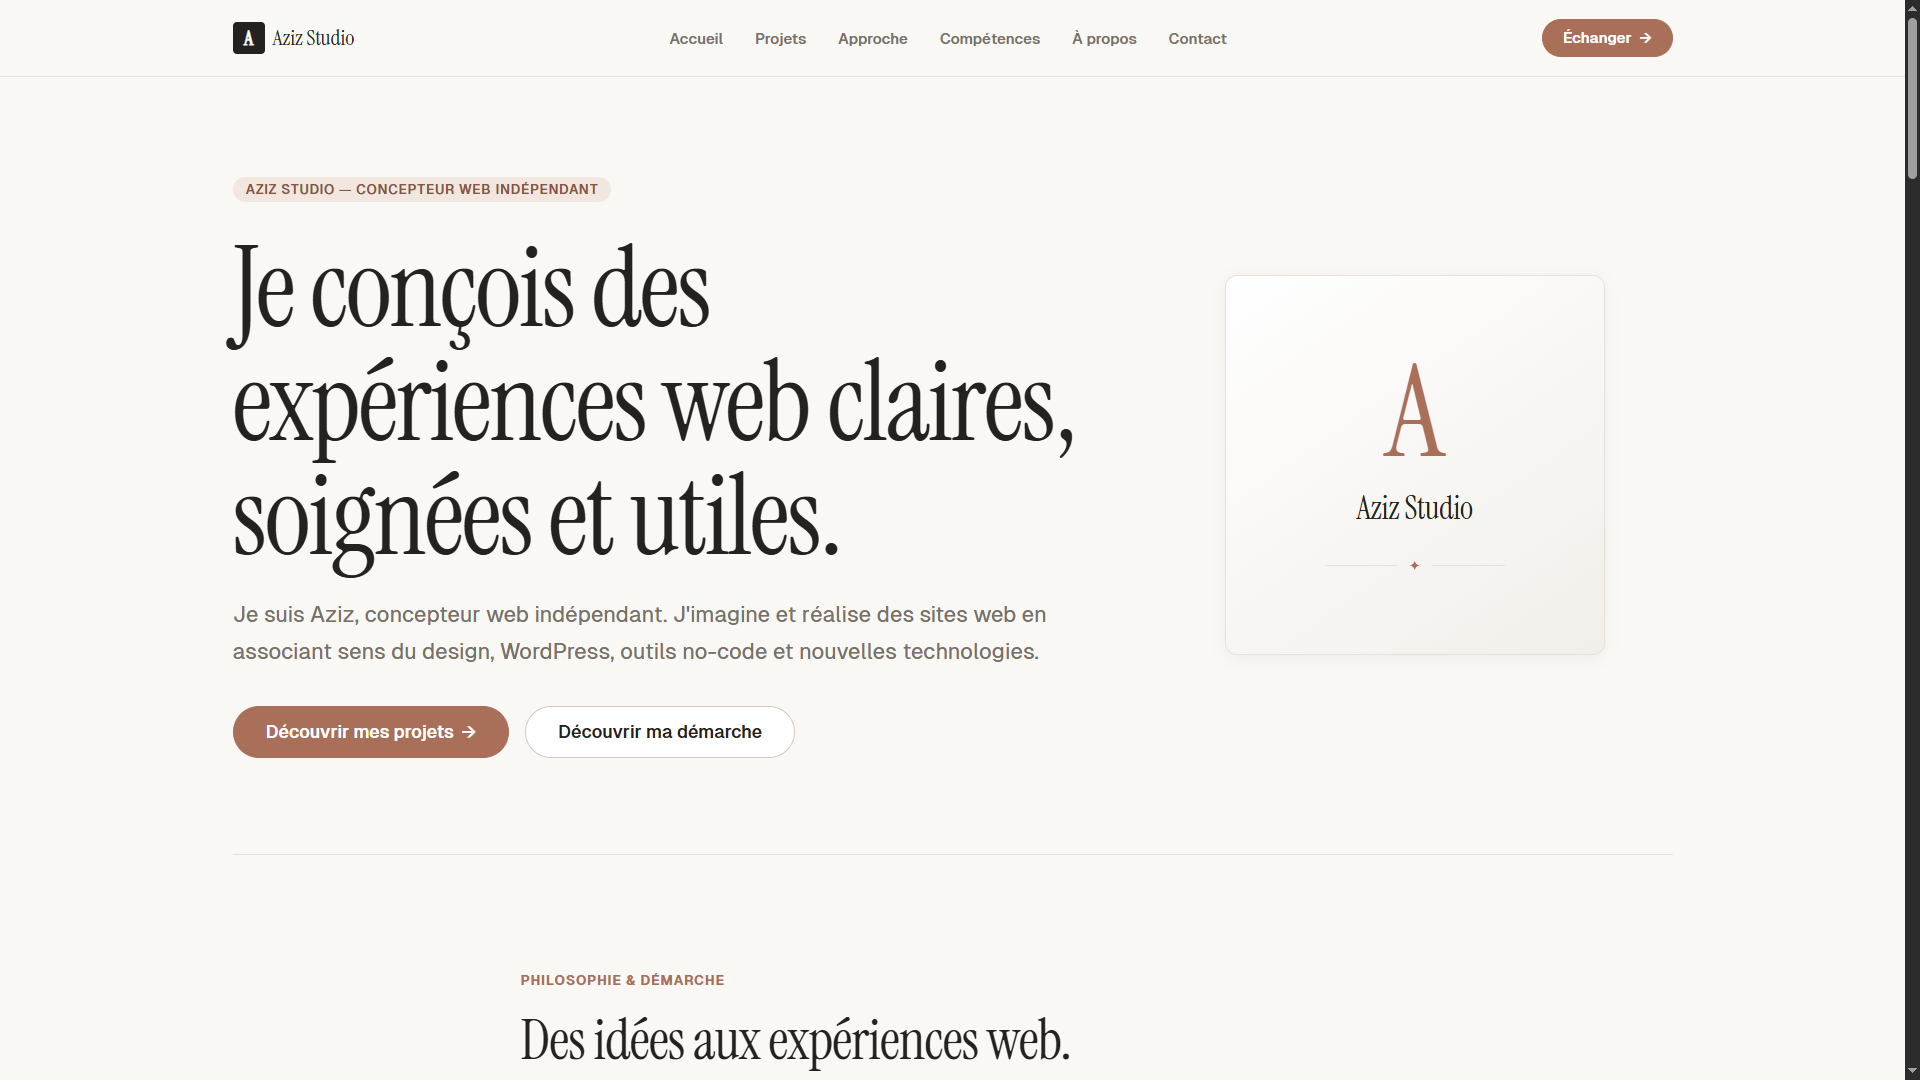 A Aziz Studio
Accueil Projets Approche Compétences À propos Contact
Échanger →
AZIZ STUDIO — CONCEPTEUR WEB INDÉPENDANT
Je conçois des
expériences web claires,
soignées et utiles.
Je suis Aziz, concepteur web indépendant. J'imagine et réalise des sites web en
associant sens du design, WordPress, outils no-code et nouvelles technologies.
Découvrir mes projets →
Découvrir ma démarche
A
Aziz Studio
PHILOSOPHIE & DÉMARCHE
Des idées aux expériences web.